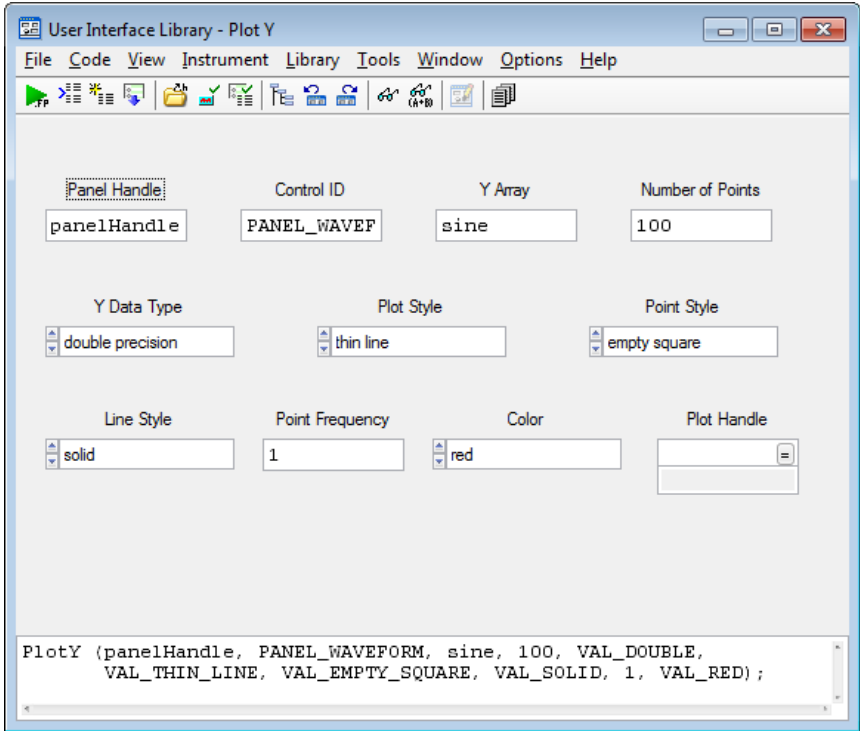 User Interface Library - Plot Y
File Code View Instrument Library Tools Window Options Help
FP (A+B)
Panel Handle Control ID Y Array Number of Points
panelHandle PANEL_WAVEF sine 100
Y Data Type Plot Style Point Style
double precision thin line empty square
Line Style Point Frequency Color Plot Handle
solid 1 red =
PlotY (panelHandle, PANEL_WAVEFORM, sine, 100, VAL_DOUBLE,
VAL_THIN_LINE, VAL_EMPTY_SQUARE, VAL_SOLID, 1, VAL_RED);